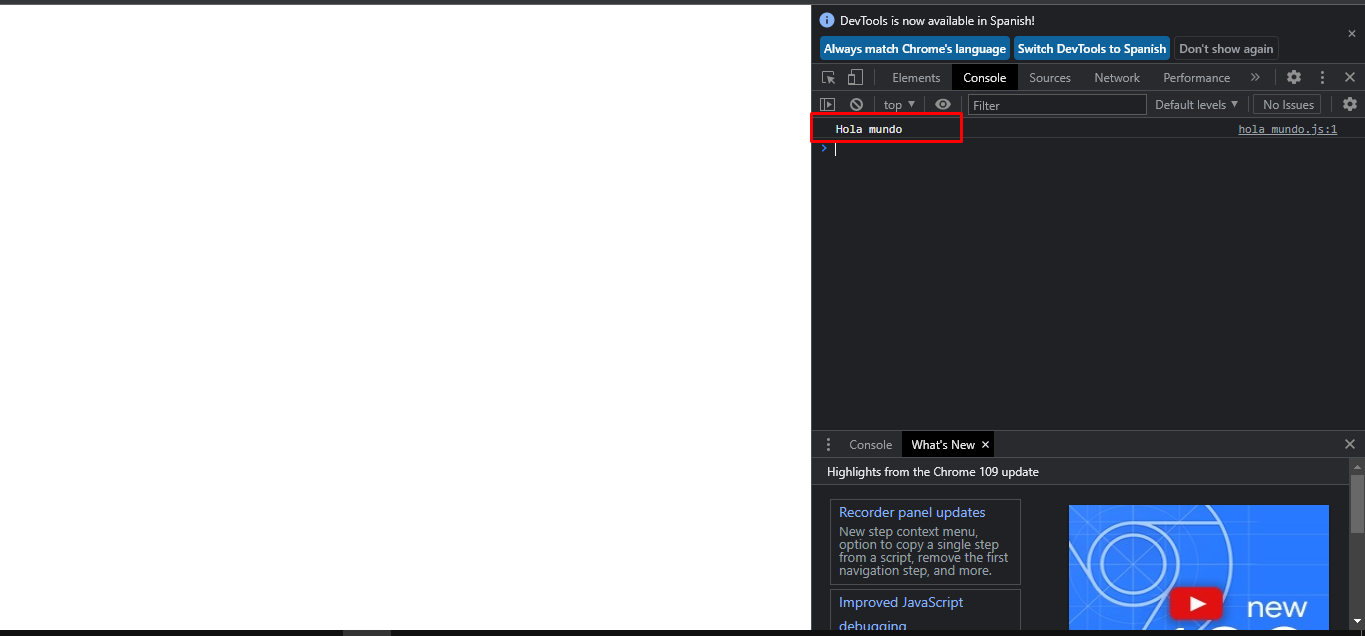 DevTools is now available in Spanish!
Always match Chrome's language Switch DevTools to Spanish Don't show again
Elements Console Sources Network Performance
top Filter Default levels No Issues
Hola mundo hola mundo.js:1
Console What's New
Highlights from the Chrome 109 update
Recorder panel updates
New step context menu,
option to copy a single step
from a script, remove the first
navigation step, and more.
Improved JavaScript
debugging
new